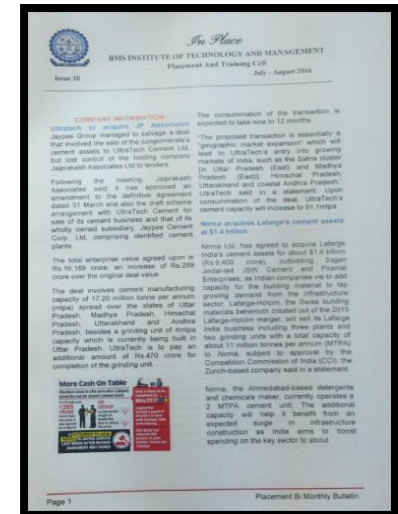 In Place
BMS INSTITUTE OF TECHNOLOGY AND MANAGEMENT
Placement And Training Cell
Issue 10
July - August 2016
COMPANY INFORMATION
Ultratech to acquire JP Associates
Jaypee Group managed to salvage a deal
that involved the sale of the conglomerate's
cement assets to UltraTech Cement Ltd.
but lost control of the holding company
Jaiprakash Associates Ltd to lenders.
Following the meeting, Jaiprakash
Associates said it has approved an
amendment to the definitive agreement
dated 31 March and also the draft scheme
arrangement with UltraTech Cement for
sale of its cement business and that of its
wholly owned subsidiary, Jaypee Cement
Corp. Ltd, comprising identified cement
plants.
The total enterprise value agreed upon is
Rs.16,189 crore, an increase of Rs.289
crore over the original deal value.
The deal involves cement manufacturing
capacity of 17.20 million tonne per annum
(mtpa) spread over the states of Uttar
Pradesh, Madhya Pradesh, Himachal
Pradesh, Uttarakhand and Andhra
Pradesh, besides a grinding unit of 4mtpa
capacity which is currently being built in
Uttar Pradesh. UltraTech is to pay an
additional amount of Rs.470 crore for
completion of the grinding unit.
More Cash On Table
The consummation of the transaction is
expected to take nine to 12 months.
"The proposed transaction is essentially a
"geographic market expansion" which will
lead to UltraTech's entry into growing
markets of India, such as the Satna cluster
[in Uttar Pradesh (East) and Madhya
Pradesh (East)], Himachal Pradesh,
Uttarakhand and coastal Andhra Pradesh,"
UltraTech said in a statement. Upon
consummation of the deal, UltraTech's
cement capacity will increase to 91.1mtpa.
Nirma acquires Lafarge's cement assets
at $1.4 billion
Nirma Ltd. has agreed to acquire Lafarge
India's cement assets for about $1.4 billion
(Rs.9,400 crore), outbidding Sajjan
Jindal-led JSW Cement and Piramal
Enterprises, as Indian companies vie to add
capacity for the building material to tap
growing demand from the infrastructure
sector. Lafarge-Holcim, the Swiss building
materials behemoth created out of the 2015
Lafarge-Holcim merger, will sell its Lafarge
India business including three plants and
two grinding units with a total capacity of
about 11 million tonnes per annum (MTPA)
to Nirma, subject to approval by the
Competition Commission of India (CCI), the
Zurich-based company said in a statement.
Nirma, the Ahmedabad-based detergents
and chemicals maker, currently operates a
2 MTPA cement unit. The additional
capacity will help it benefit from an
expected surge in infrastructure
construction as India aims to boost
spending on the key sector to about
Page 1
Placement Bi Monthly Bulletin